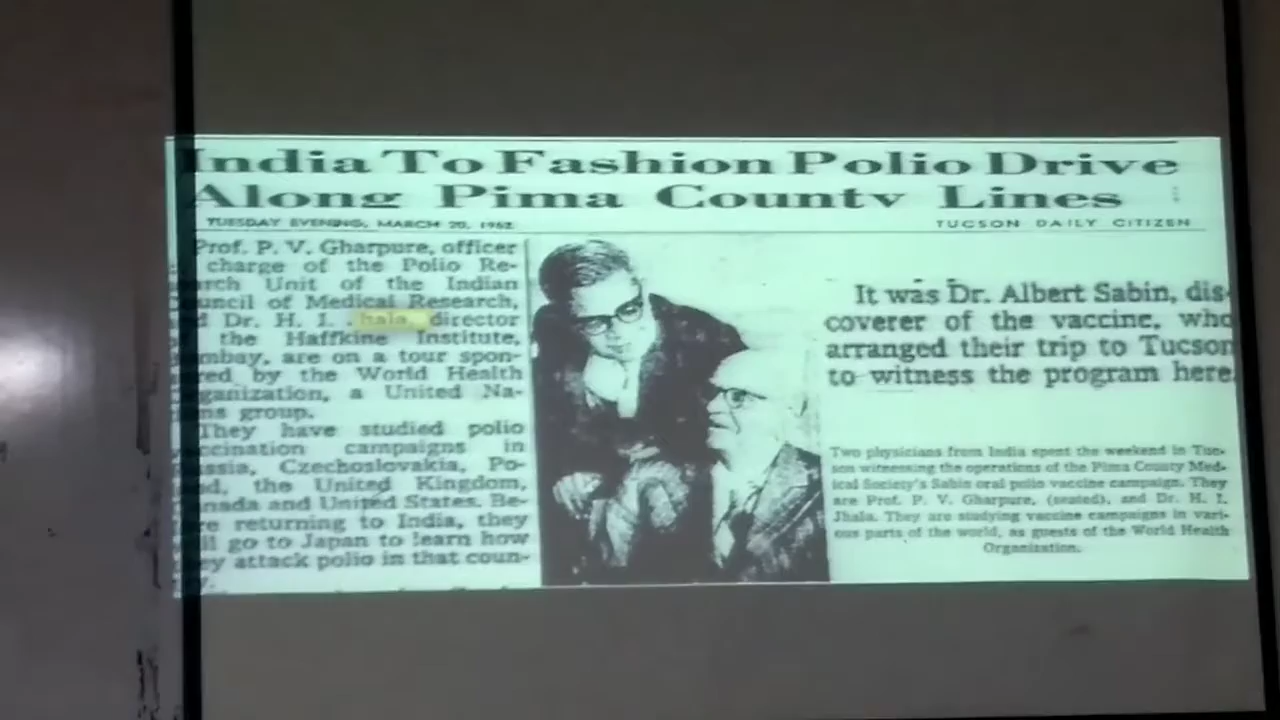 India To Fashion Polio Drive
Along Pima County Lines
TUESDAY EVENING, MARCH 20, 1962
TUCSON DAILY CITIZEN
Prof. P. V. Gharpure, officer
charge of the Polio Re-
arch Unit of the Indian
uncil of Medical Research,
d Dr. H. I. Jhala, director
the Haffkine Institute,
mbay, are on a tour spon-
red by the World Health
ganization, a United Na-
ns group.
They have studied polio
ccination campaigns in
ssia, Czechoslovakia, Po-
d, the United Kingdom,
nada and United States. Be-
re returning to India, they
ll go to Japan to learn how
ey attack polio in that coun-
y.
It was Dr. Albert Sabin, dis-
coverer of the vaccine, who
arranged their trip to Tucson
to witness the program here.
Two physicians from India spent the weekend in Tuc-
son witnessing the operations of the Pima County Med-
ical Society's Sabin oral polio vaccine campaign. They
are Prof. P. V. Gharpure, (seated), and Dr. H. I.
Jhala. They are studying vaccine campaigns in vari-
ous parts of the world, as guests of the World Health
Organization.